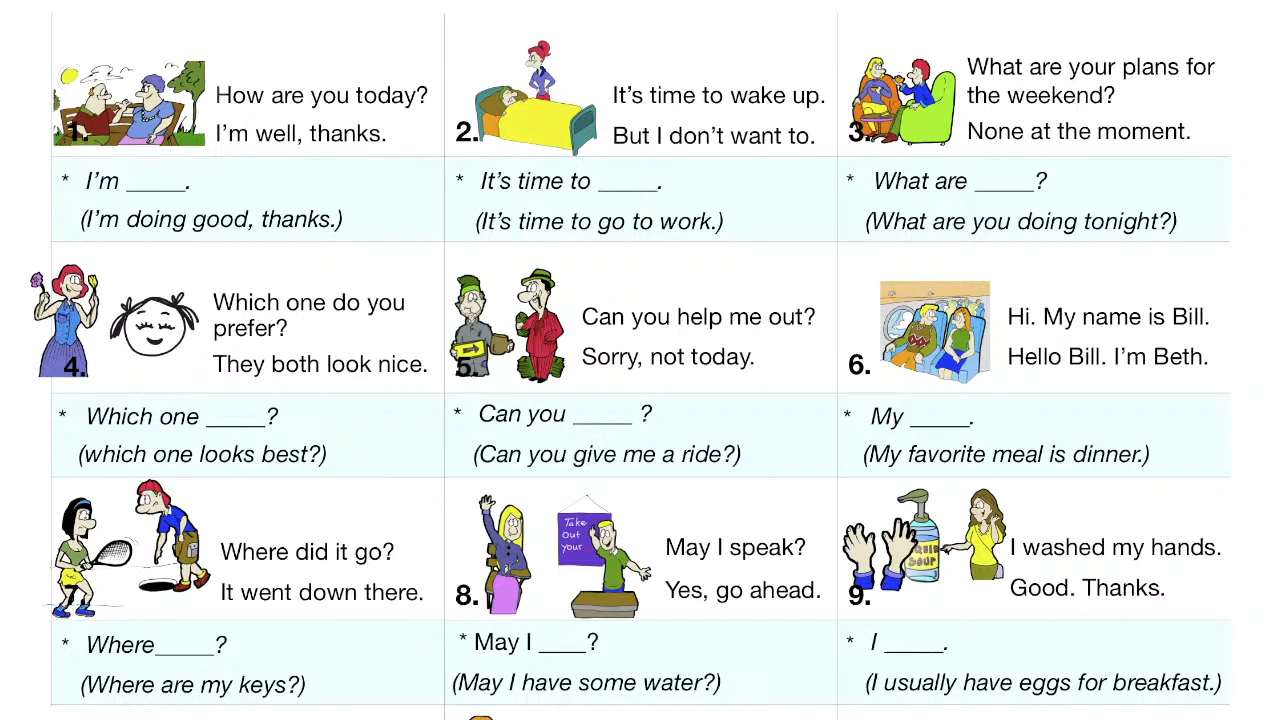 1.
How are you today?
I'm well, thanks.
* I'm _____.
(I'm doing good, thanks.)
2.
It's time to wake up.
But I don't want to.
* It's time to _____.
(It's time to go to work.)
3.
What are your plans for
the weekend?
None at the moment.
* What are _____?
(What are you doing tonight?)
4.
Which one do you
prefer?
They both look nice.
* Which one _____?
(which one looks best?)
5.
Can you help me out?
Sorry, not today.
* Can you _____ ?
(Can you give me a ride?)
6.
Hi. My name is Bill.
Hello Bill. I'm Beth.
* My _____.
(My favorite meal is dinner.)
Where did it go?
It went down there.
* Where_____?
(Where are my keys?)
8.
Take
out
your
May I speak?
Yes, go ahead.
* May I ____?
(May I have some water?)
9.
I washed my hands.
Good. Thanks.
* I _____.
(I usually have eggs for breakfast.)